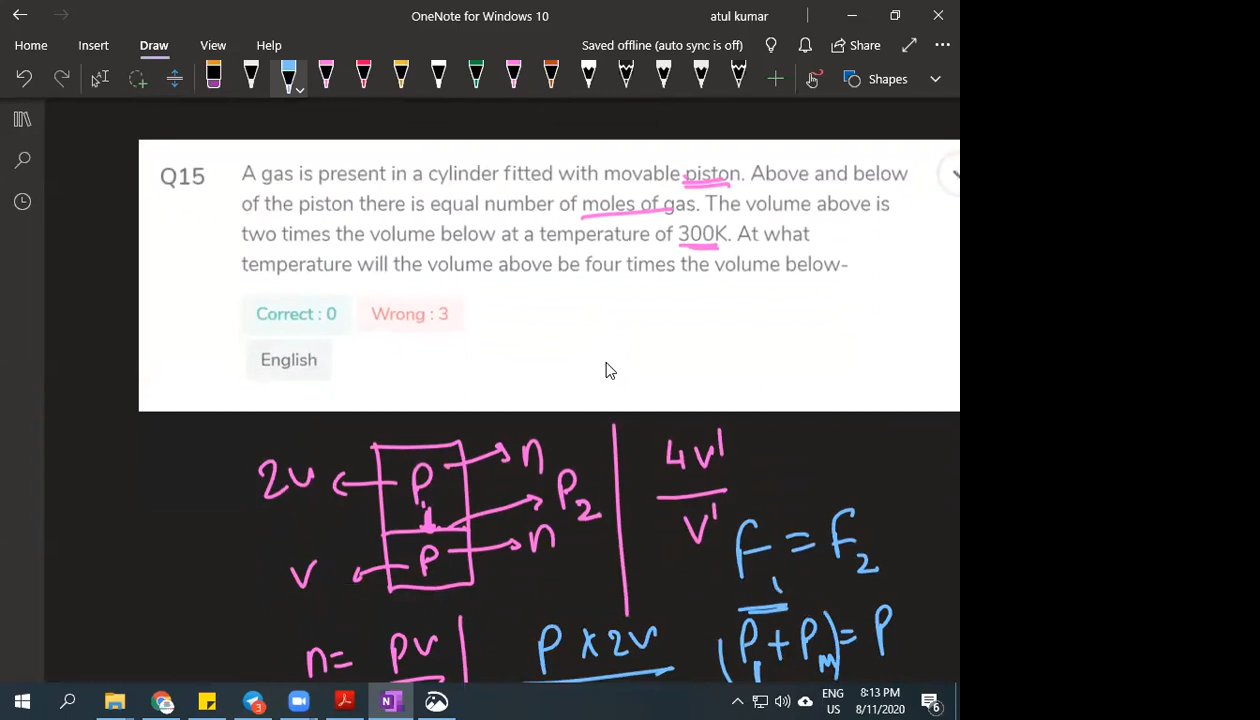 OneNote for Windows 10
atul kumar
Home Insert Draw View Help
Saved offline (auto sync is off)
Share
Shapes
Q15
A gas is present in a cylinder fitted with movable piston. Above and below
of the piston there is equal number of moles of gas. The volume above is
two times the volume below at a temperature of 300K. At what
temperature will the volume above be four times the volume below-
Correct : 0 Wrong : 3
English
2v P n 4v'
P2 V'
v P n F1 = F2
n = Pv P × 2v (P1 + Pm) = P
3
ENG
US
8:13 PM
8/11/2020
6